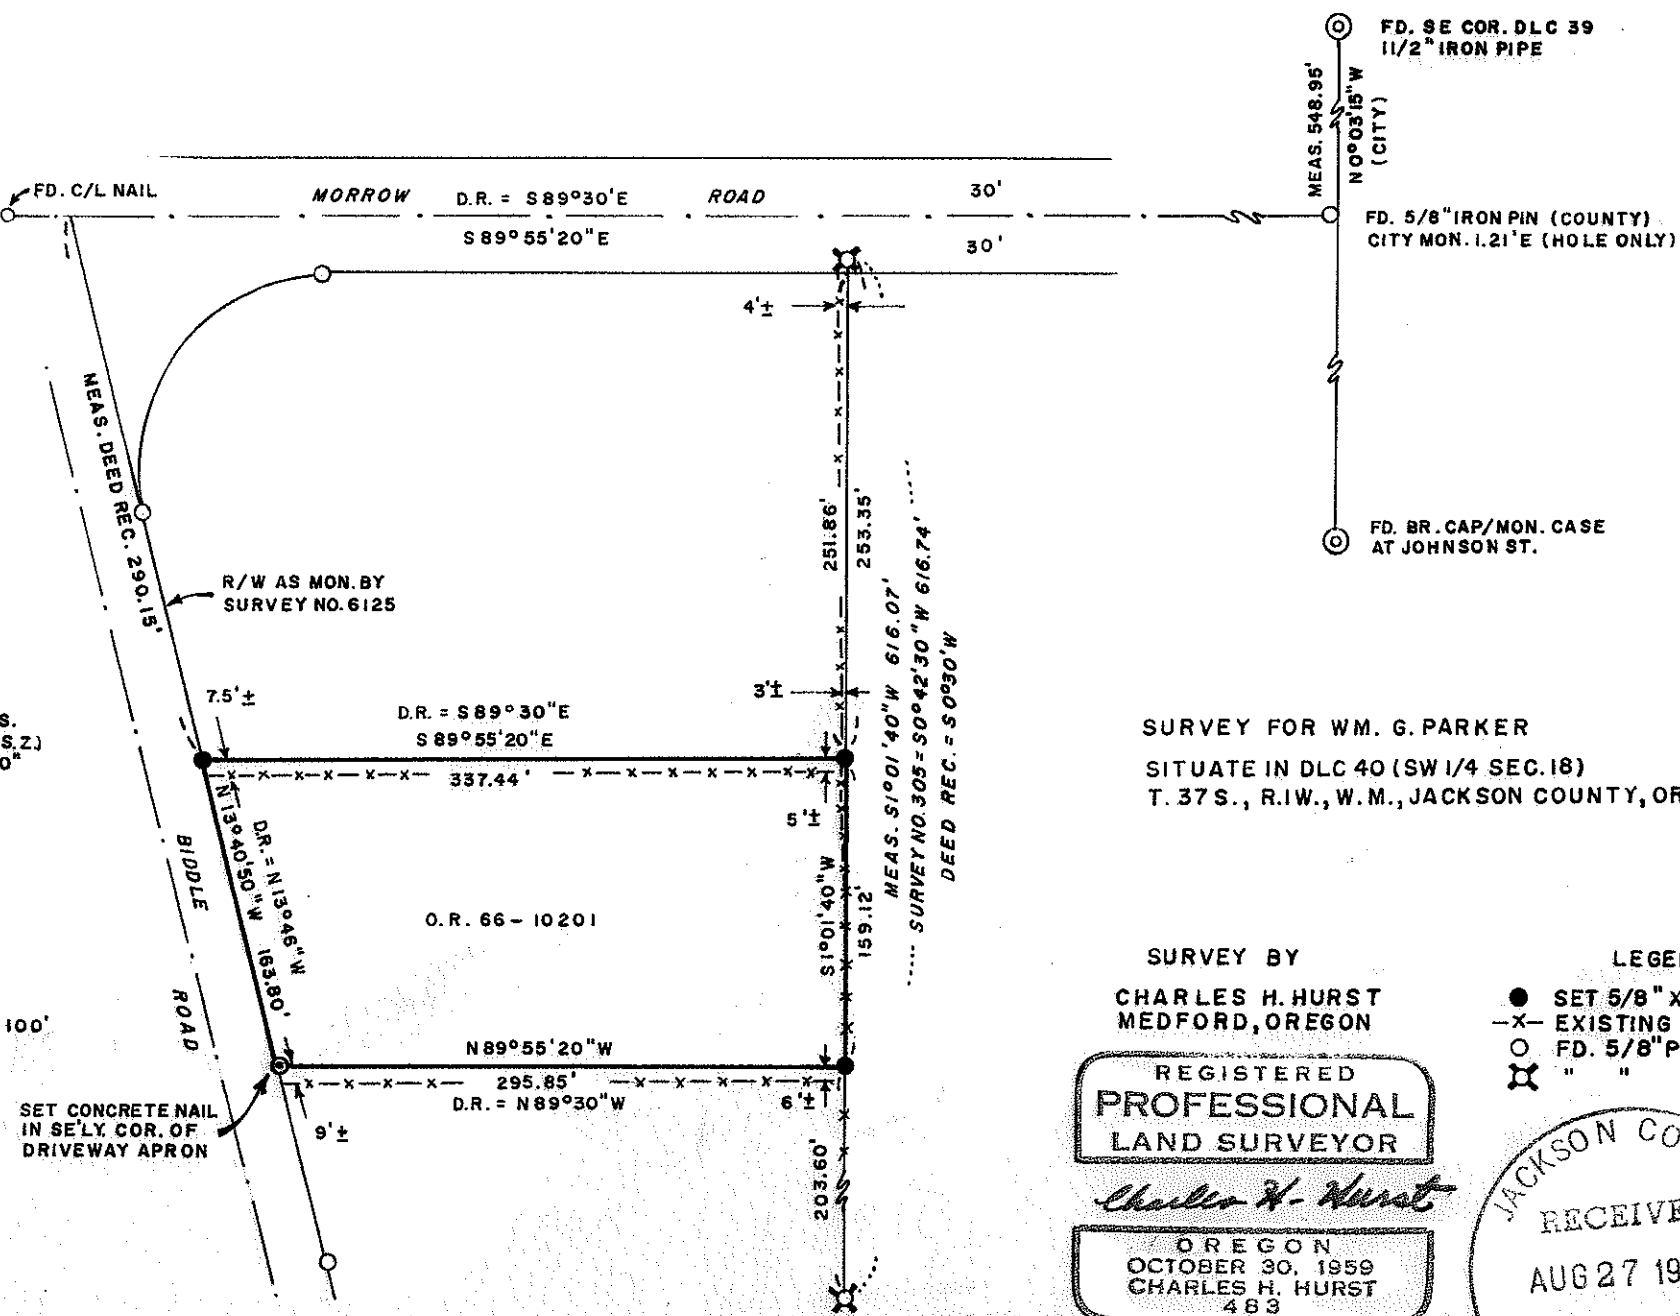 FD. SE COR. DLC 39
1 1/2" IRON PIPE
MEAS. 548.95'
N 0°03'15" W
(CITY)
FD. C/L NAIL
MORROW ROAD
D.R. = S 89°30'E
30'
S 89°55'20"E
30'
FD. 5/8" IRON PIN (COUNTY)
CITY MON. 1.21'E (HOLE ONLY)
4'±
MEAS. DEED REC. 290.15'
251.86'
253.35'
FD. BR. CAP/MON. CASE
AT JOHNSON ST.
R/W AS MON. BY
SURVEY NO. 6125
MEAS. S1°01'40"W 616.07'
SURVEY NO. 305 = S0°42'30"W 616.74'
DEED REC. = S0°30'W
7.5'±
3'±
D.R. = S 89°30"E
S 89°55'20"E
337.44'
5'±
S.
S.Z.)
0"
SURVEY FOR WM. G. PARKER
SITUATE IN DLC 40 (SW 1/4 SEC. 18)
T. 37 S., R.1W., W.M., JACKSON COUNTY, OR
BIDDLE
ROAD
D.R. = N 13°46"W
N 13°40'50"W 163.80'
O.R. 66-10201
S1°01'40"W
159.12'
100'
N 89°55'20"W
295.85'
D.R. = N 89°30"W
6'±
9'±
SET CONCRETE NAIL
IN SE'LY. COR. OF
DRIVEWAY APRON
203.60'
SURVEY BY
CHARLES H. HURST
MEDFORD, OREGON
LEGE
SET 5/8" X
-X- EXISTING
FD. 5/8" P
" "
REGISTERED
PROFESSIONAL
LAND SURVEYOR
Charles H. Hurst
OREGON
OCTOBER 30, 1959
CHARLES H. HURST
483
JACKSON CO
RECEIVE
AUG 27 19